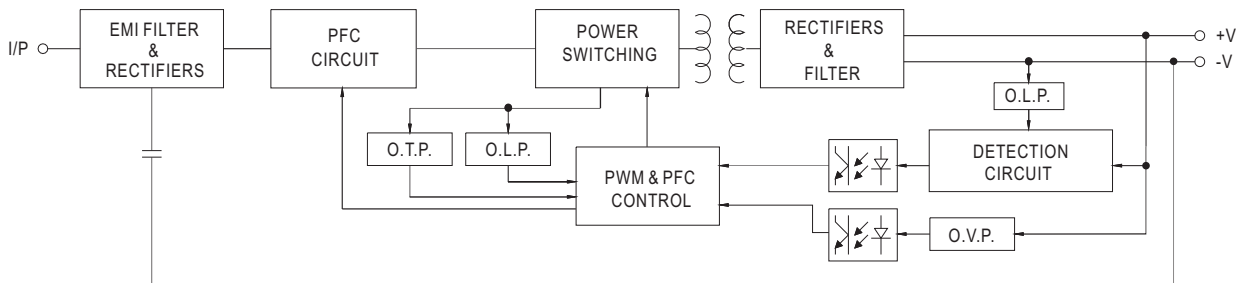 I/P
EMI FILTER
&
RECTIFIERS
PFC
CIRCUIT
POWER
SWITCHING
RECTIFIERS
&
FILTER
+V
-V
O.L.P.
O.T.P.
O.L.P.
PWM & PFC
CONTROL
DETECTION
CIRCUIT
O.V.P.